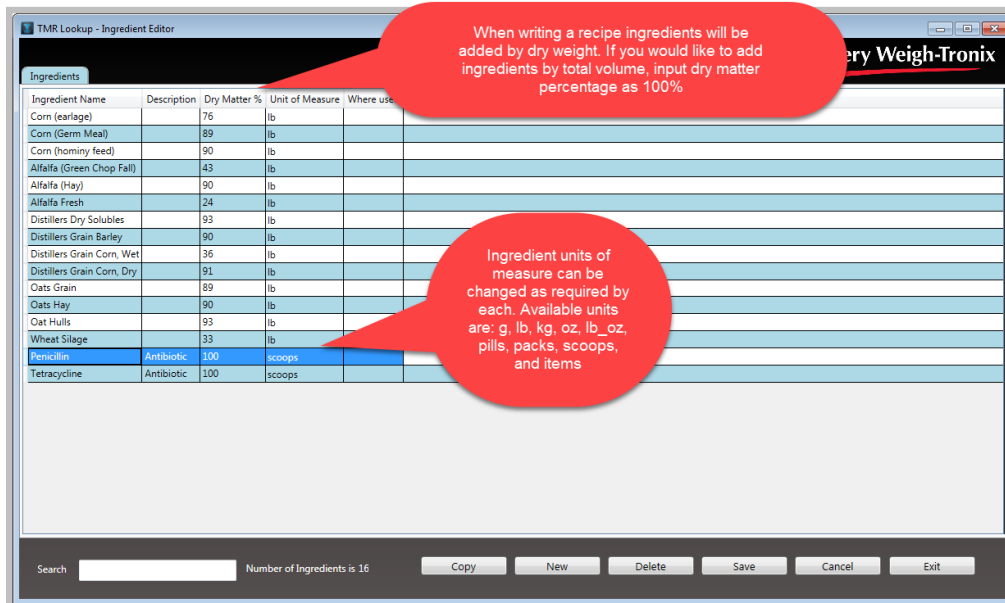 TMR Lookup - Ingredient Editor
When writing a recipe ingredients will be
added by dry weight. If you would like to add
ingredients by total volume, input dry matter
percentage as 100%
ery Weigh-Tronix
Ingredients
Ingredient Name Description Dry Matter % Unit of Measure Where use
Corn (earlage) 76 lb
Corn (Germ Meal) 89 lb
Corn (hominy feed) 90 lb
Alfalfa (Green Chop Fall) 43 lb
Alfalfa (Hay) 90 lb
Alfalfa Fresh 24 lb
Distillers Dry Solubles 93 lb
Distillers Grain Barley 90 lb
Distillers Grain Corn, Wet 36 lb
Distillers Grain Corn, Dry 91 lb
Oats Grain 89 lb
Oats Hay 90 lb
Oat Hulls 93 lb
Wheat Silage 33 lb
Penicillin Antibiotic 100 scoops
Tetracycline Antibiotic 100 scoops
Ingredient units of
measure can be
changed as required by
each. Available units
are: g, lb, kg, oz, lb_oz,
pills, packs, scoops,
and items
Search Number of Ingredients is 16 Copy New Delete Save Cancel Exit